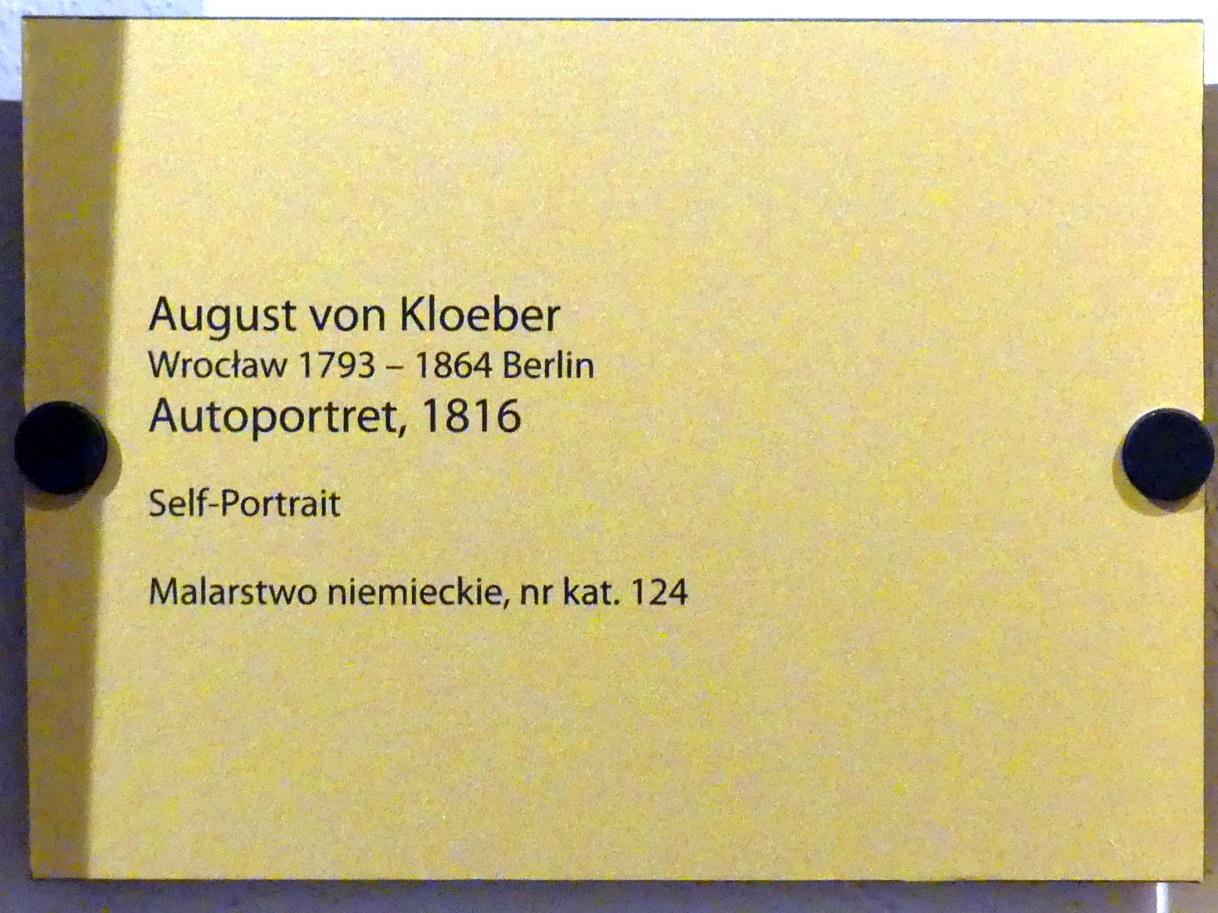 August von Kloeber
Wrocław 1793 – 1864 Berlin
Autoportret, 1816
Self-Portrait
Malarstwo niemieckie, nr kat. 124